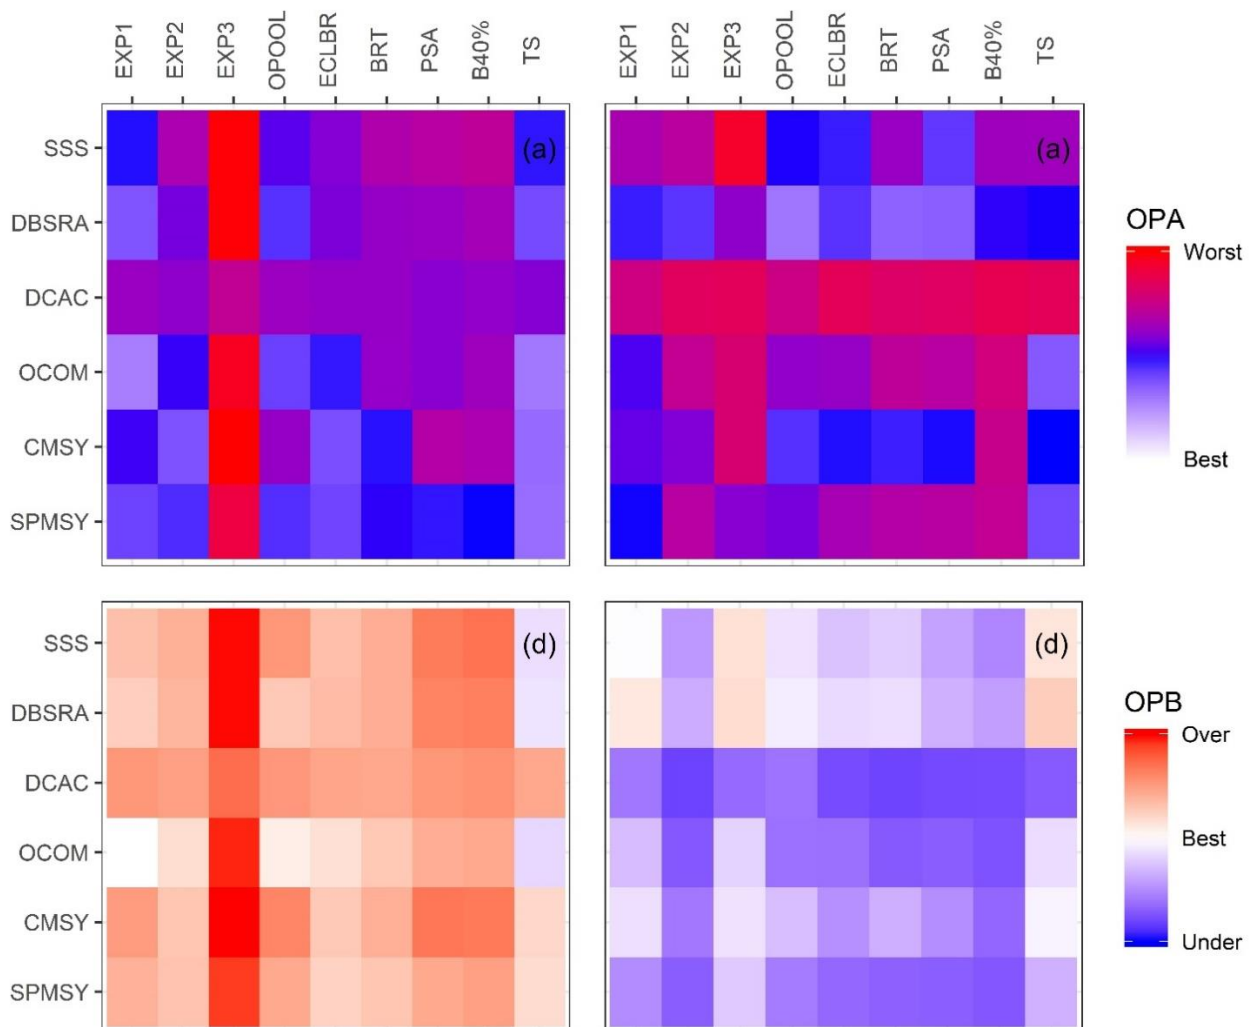 EXP1 EXP2 EXP3 OPOOL ECLBR BRT PSA B40% TS EXP1 EXP2 EXP3 OPOOL ECLBR BRT PSA B40% TS
SSS (a) (a)
DBSRA
DCAC
OCOM
CMSY
SPMSY
OPA
Worst
Best
SSS (d) (d)
DBSRA
DCAC
OCOM
CMSY
SPMSY
OPB
Over
Best
Under